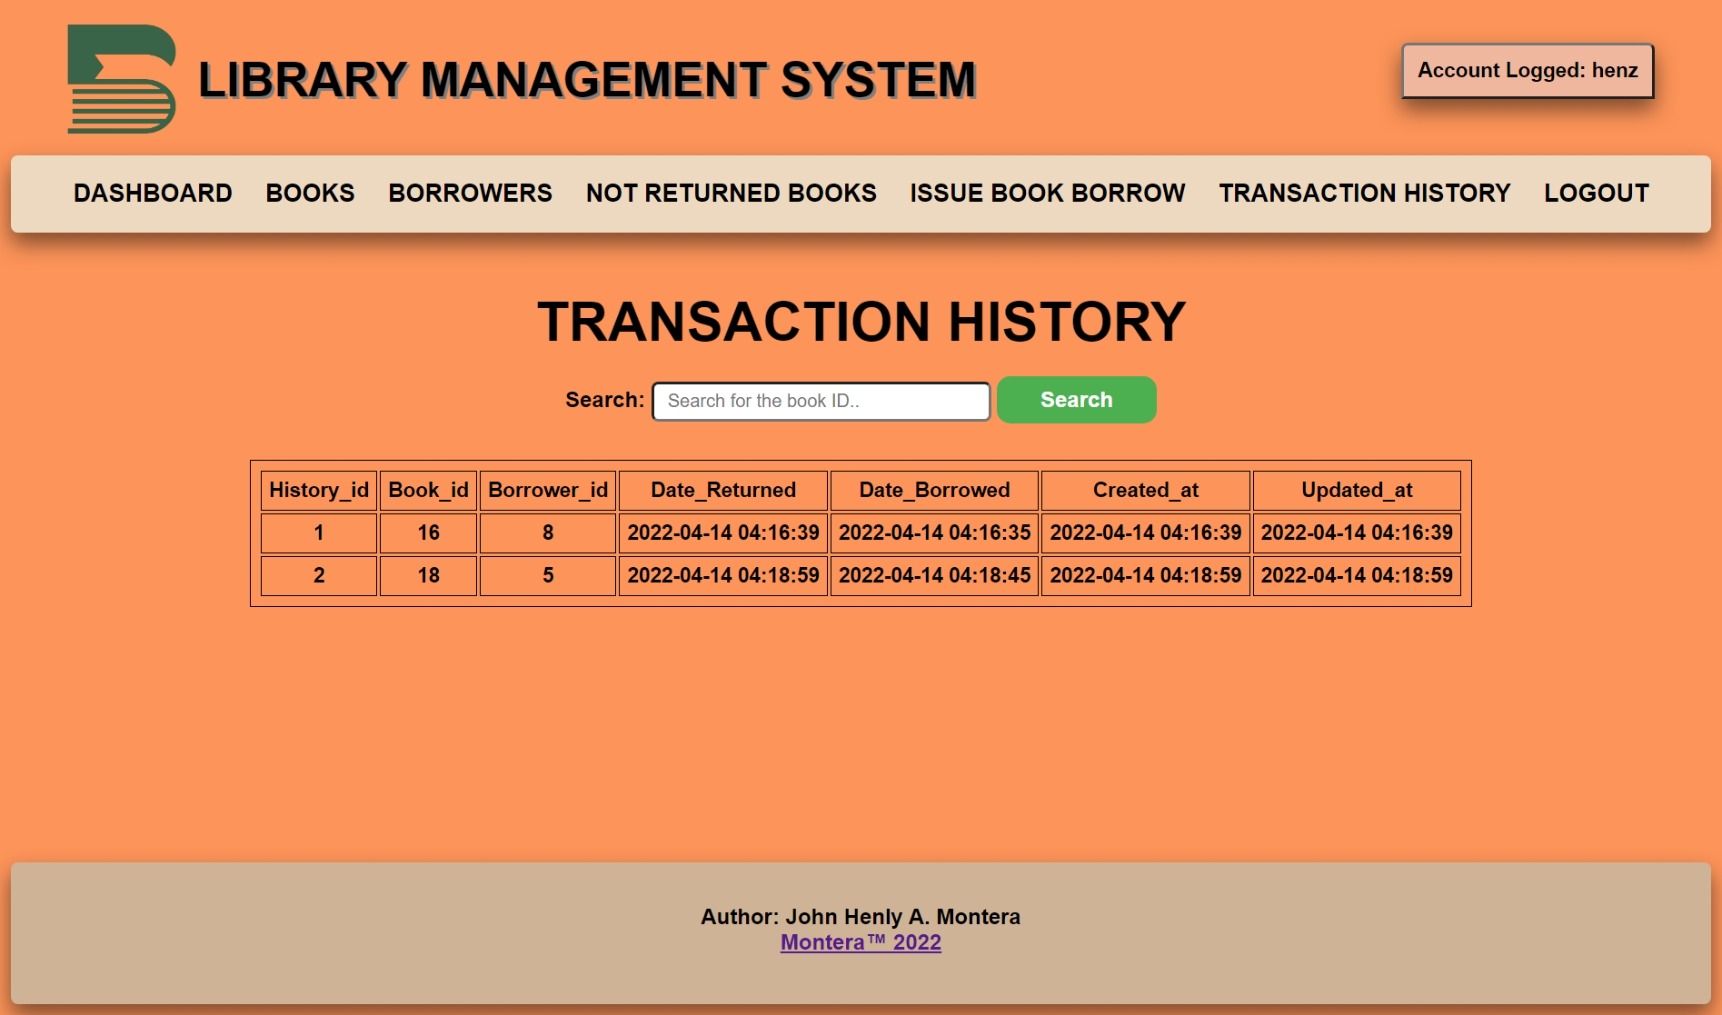 LIBRARY MANAGEMENT SYSTEM
Account Logged: henz
DASHBOARD BOOKS BORROWERS NOT RETURNED BOOKS ISSUE BOOK BORROW TRANSACTION HISTORY LOGOUT
TRANSACTION HISTORY
Search: Search for the book ID.. Search
History_id Book_id Borrower_id Date_Returned Date_Borrowed Created_at Updated_at
1 16 8 2022-04-14 04:16:39 2022-04-14 04:16:35 2022-04-14 04:16:39 2022-04-14 04:16:39
2 18 5 2022-04-14 04:18:59 2022-04-14 04:18:45 2022-04-14 04:18:59 2022-04-14 04:18:59
Author: John Henly A. Montera
Montera™ 2022